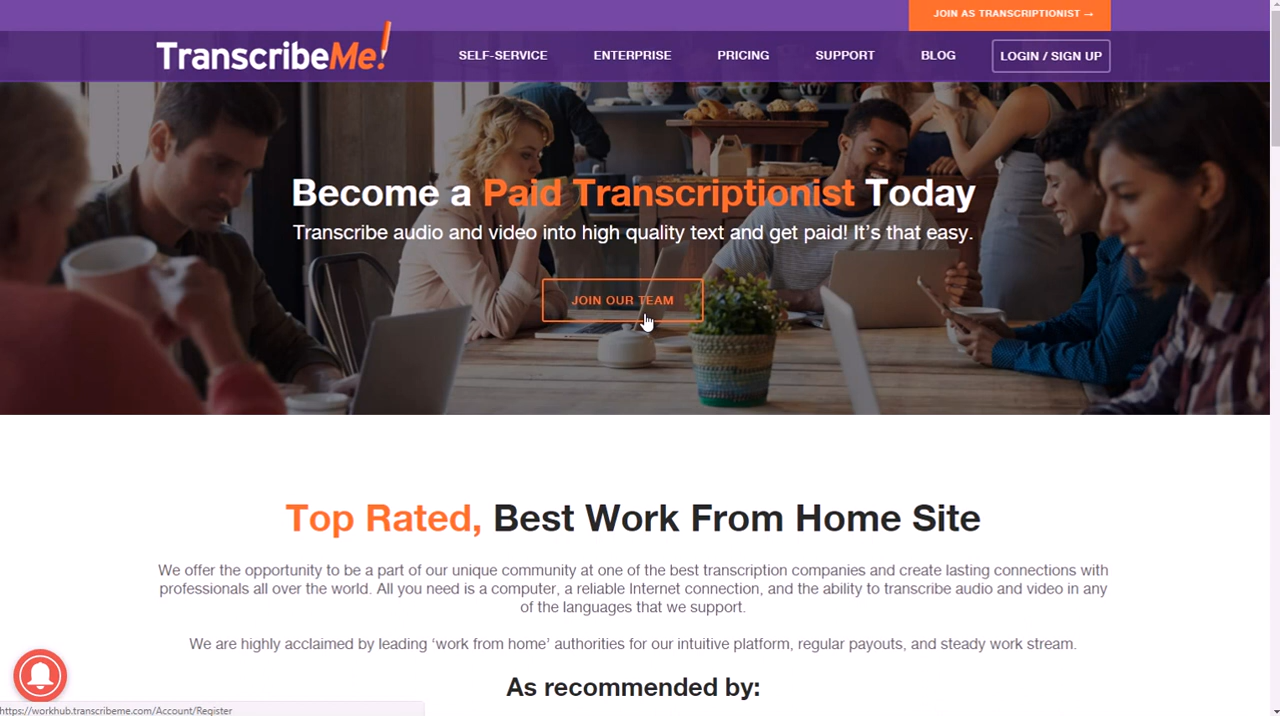 JOIN AS TRANSCRIPTIONIST →
TranscribeMe!
SELF-SERVICE
ENTERPRISE
PRICING
SUPPORT
BLOG
LOGIN / SIGN UP
Become a Paid Transcriptionist Today
Transcribe audio and video into high quality text and get paid! It's that easy.
JOIN OUR TEAM
Top Rated, Best Work From Home Site
We offer the opportunity to be a part of our unique community at one of the best transcription companies and create lasting connections with
professionals all over the world. All you need is a computer, a reliable Internet connection, and the ability to transcribe audio and video in any
of the languages that we support.
We are highly acclaimed by leading 'work from home' authorities for our intuitive platform, regular payouts, and steady work stream.
As recommended by:
https://workhub.transcribeme.com/Account/Register